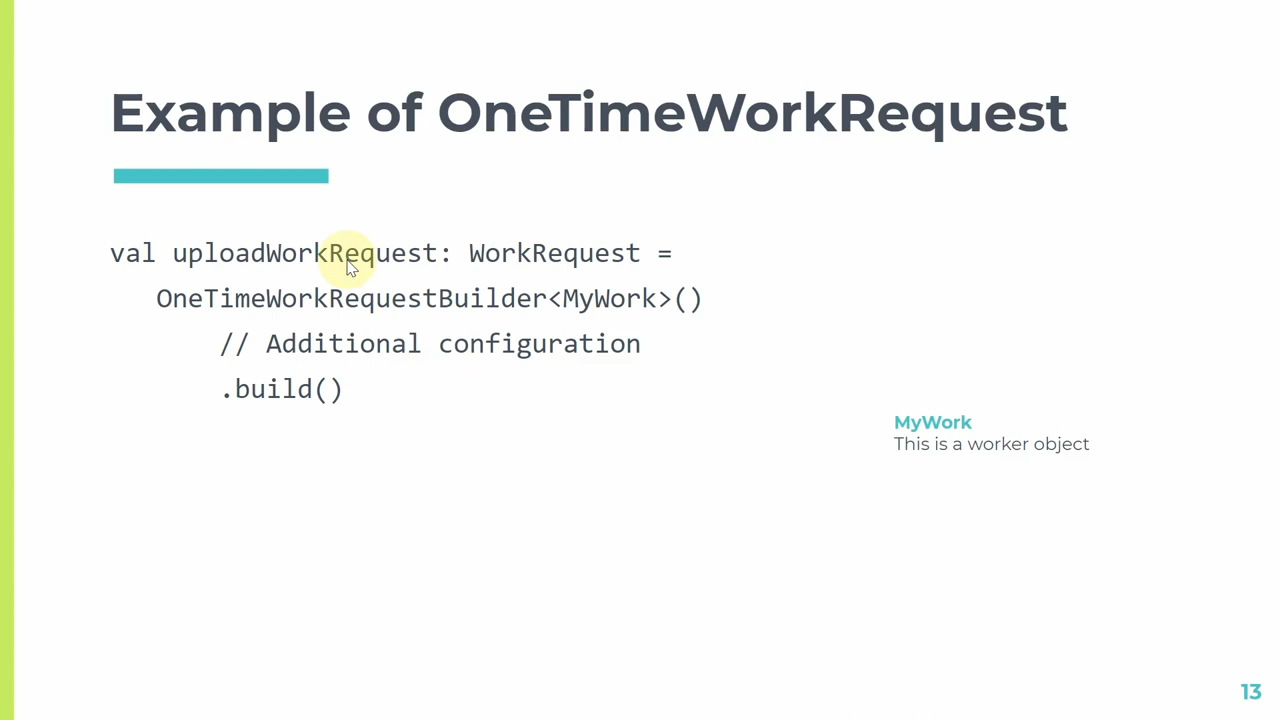 Example of OneTimeWorkRequest
val uploadWorkRequest: WorkRequest =
OneTimeWorkRequestBuilder<MyWork>()
// Additional configuration
.build()
MyWork
This is a worker object
13